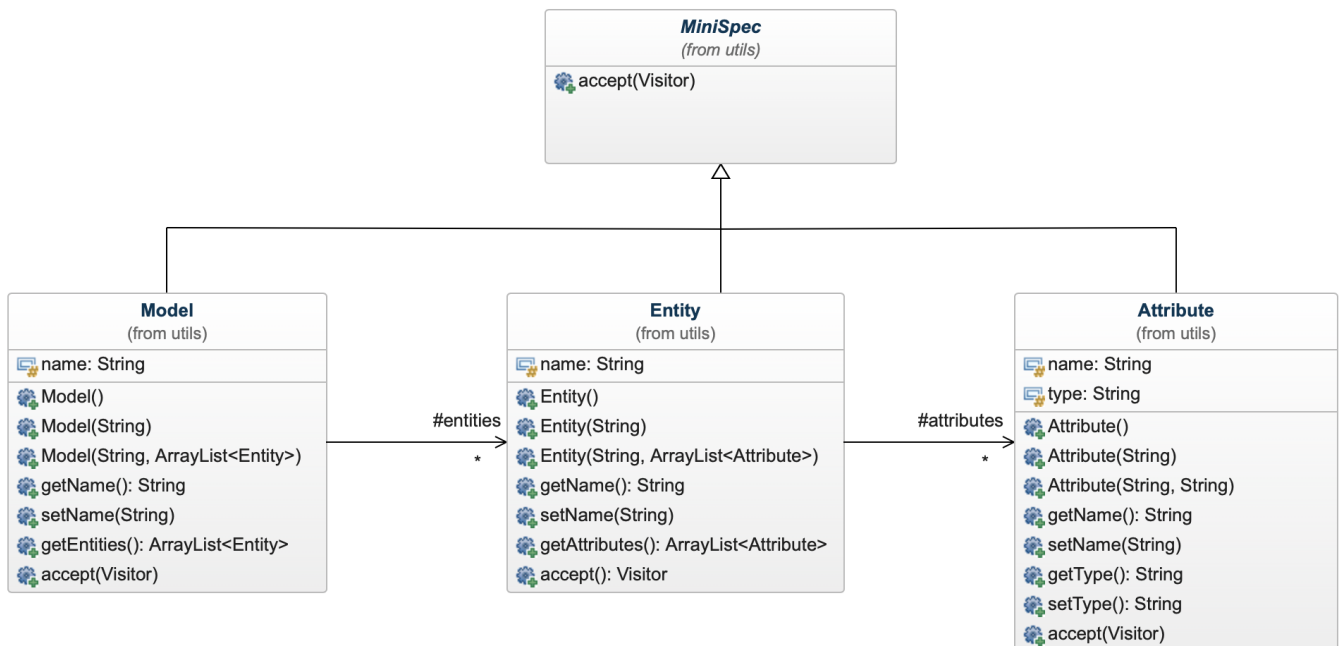 MiniSpec
(from utils)
accept(Visitor)
Model
(from utils)
name: String
Model()
Model(String)
Model(String, ArrayList<Entity>)
getName(): String
setName(String)
getEntities(): ArrayList<Entity>
accept(Visitor)
#entities
*
Entity
(from utils)
name: String
Entity()
Entity(String)
Entity(String, ArrayList<Attribute>)
getName(): String
setName(String)
getAttributes(): ArrayList<Attribute>
accept(): Visitor
#attributes
*
Attribute
(from utils)
name: String
type: String
Attribute()
Attribute(String)
Attribute(String, String)
getName(): String
setName(String)
getType(): String
setType(): String
accept(Visitor)